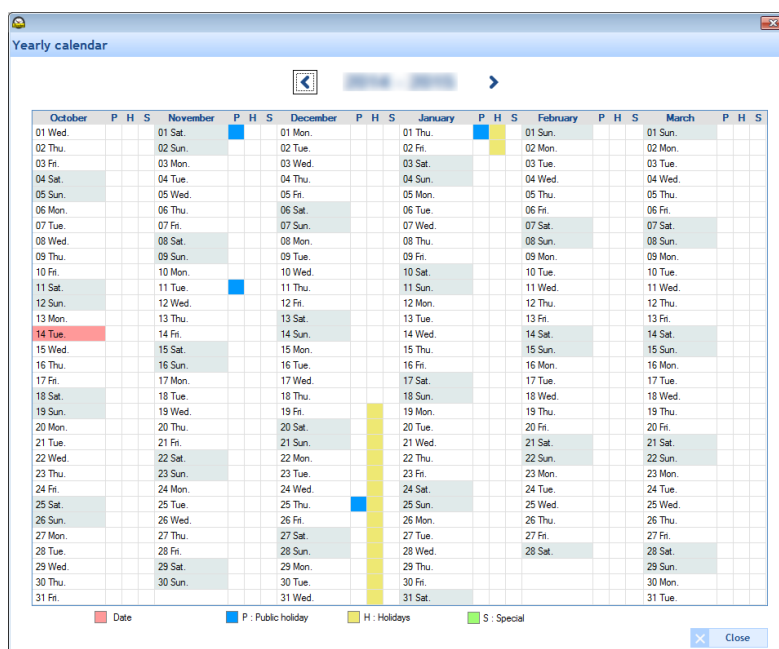 Yearly calendar
October P H S November P H S December P H S January P H S February P H S March P H S
01 Wed. 01 Sat. 01 Mon. 01 Thu. 01 Sun. 01 Sun.
02 Thu. 02 Sun. 02 Tue. 02 Fri. 02 Mon. 02 Mon.
03 Fri. 03 Mon. 03 Wed. 03 Sat. 03 Tue. 03 Tue.
04 Sat. 04 Tue. 04 Thu. 04 Sun. 04 Wed. 04 Wed.
05 Sun. 05 Wed. 05 Fri. 05 Mon. 05 Thu. 05 Thu.
06 Mon. 06 Thu. 06 Sat. 06 Tue. 06 Fri. 06 Fri.
07 Tue. 07 Fri. 07 Sun. 07 Wed. 07 Sat. 07 Sat.
08 Wed. 08 Sat. 08 Mon. 08 Thu. 08 Sun. 08 Sun.
09 Thu. 09 Sun. 09 Tue. 09 Fri. 09 Mon. 09 Mon.
10 Fri. 10 Mon. 10 Wed. 10 Sat. 10 Tue. 10 Tue.
11 Sat. 11 Tue. 11 Thu. 11 Sun. 11 Wed. 11 Wed.
12 Sun. 12 Wed. 12 Fri. 12 Mon. 12 Thu. 12 Thu.
13 Mon. 13 Thu. 13 Sat. 13 Tue. 13 Fri. 13 Fri.
14 Tue. 14 Fri. 14 Sun. 14 Wed. 14 Sat. 14 Sat.
15 Wed. 15 Sat. 15 Mon. 15 Thu. 15 Sun. 15 Sun.
16 Thu. 16 Sun. 16 Tue. 16 Fri. 16 Mon. 16 Mon.
17 Fri. 17 Mon. 17 Wed. 17 Sat. 17 Tue. 17 Tue.
18 Sat. 18 Tue. 18 Thu. 18 Sun. 18 Wed. 18 Wed.
19 Sun. 19 Wed. 19 Fri. 19 Mon. 19 Thu. 19 Thu.
20 Mon. 20 Thu. 20 Sat. 20 Tue. 20 Fri. 20 Fri.
21 Tue. 21 Fri. 21 Sun. 21 Wed. 21 Sat. 21 Sat.
22 Wed. 22 Sat. 22 Mon. 22 Thu. 22 Sun. 22 Sun.
23 Thu. 23 Sun. 23 Tue. 23 Fri. 23 Mon. 23 Mon.
24 Fri. 24 Mon. 24 Wed. 24 Sat. 24 Tue. 24 Tue.
25 Sat. 25 Tue. 25 Thu. 25 Sun. 25 Wed. 25 Wed.
26 Sun. 26 Wed. 26 Fri. 26 Mon. 26 Thu. 26 Thu.
27 Mon. 27 Thu. 27 Sat. 27 Tue. 27 Fri. 27 Fri.
28 Tue. 28 Fri. 28 Sun. 28 Wed. 28 Sat. 28 Sat.
29 Wed. 29 Sat. 29 Mon. 29 Thu. 29 Sun.
30 Thu. 30 Sun. 30 Tue. 30 Fri. 30 Mon.
31 Fri. 31 Wed. 31 Sat. 31 Tue.
Date P : Public holiday H : Holidays S : Special
Close